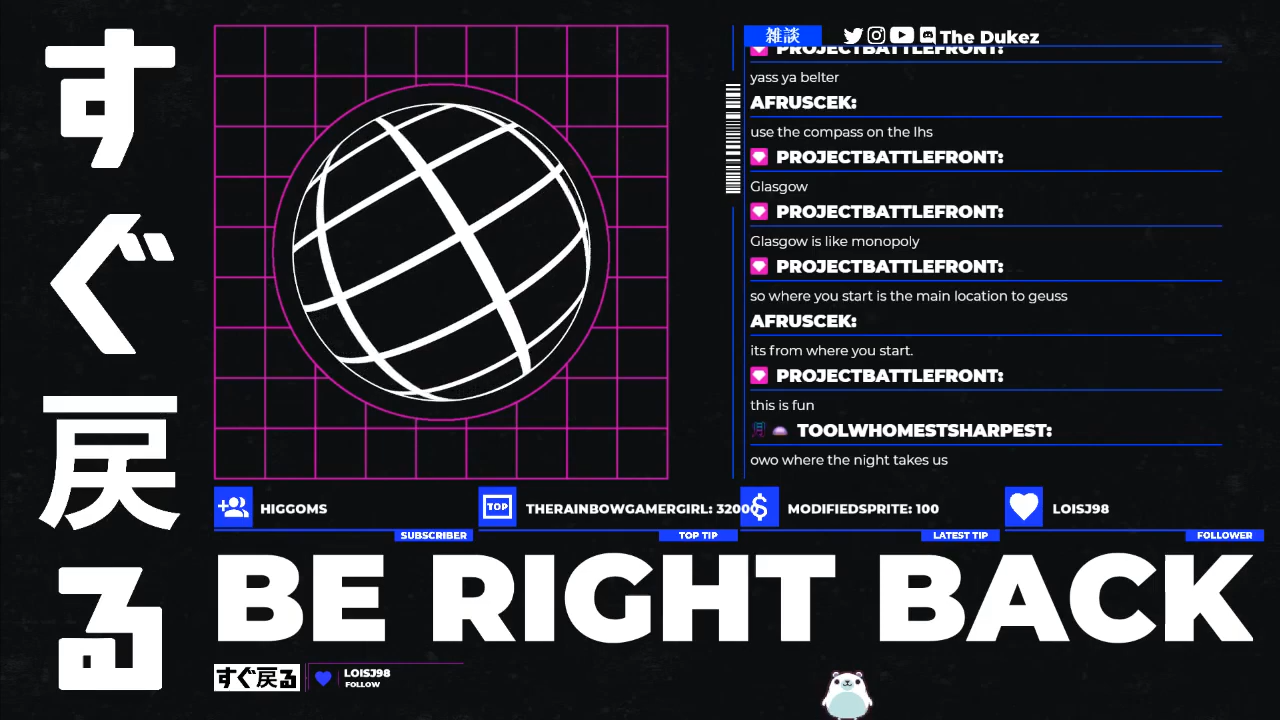 すぐ戻る
雑談
The Dukez
PROJECTBATTLEFRONT:
yass ya belter
AFRUSCEK:
use the compass on the lhs
PROJECTBATTLEFRONT:
Glasgow
PROJECTBATTLEFRONT:
Glasgow is like monopoly
PROJECTBATTLEFRONT:
so where you start is the main location to geuss
AFRUSCEK:
its from where you start.
PROJECTBATTLEFRONT:
this is fun
TOOLWHOMESTSHARPEST:
owo where the night takes us
HIGGOMS
SUBSCRIBER
TOP
THERAINBOWGAMERGIRL: 32000
TOP TIP
$
MODIFIEDSPRITE: 100
LATEST TIP
LOISJ98
FOLLOWER
BE RIGHT BACK
すぐ戻る
LOISJ98
FOLLOW